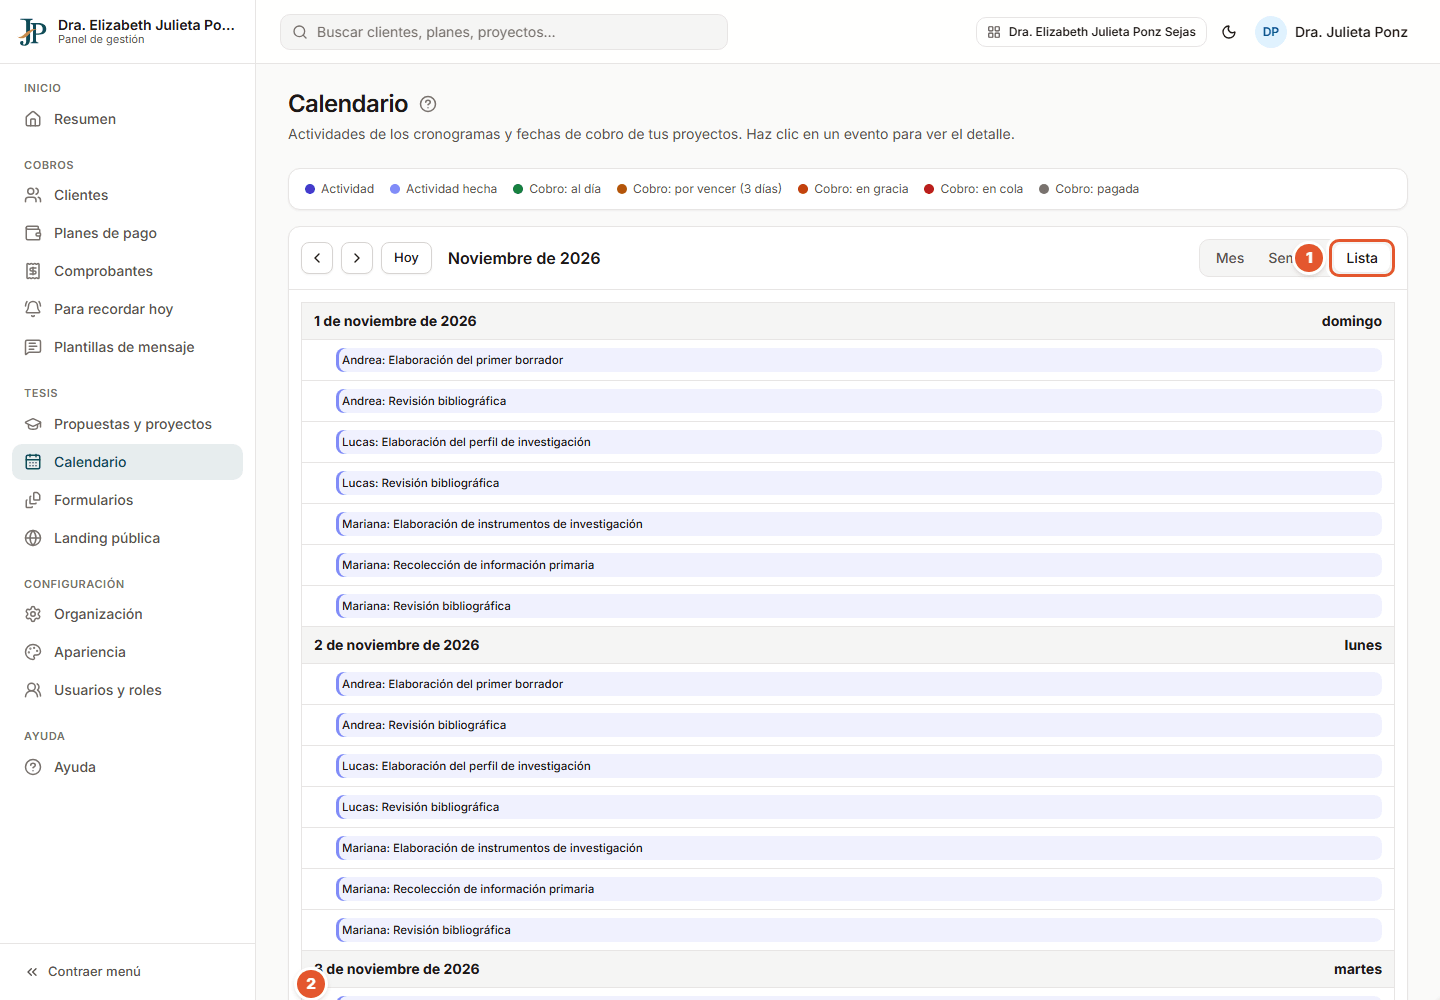 JP
Dra. Elizabeth Julieta Po...
Panel de gestión
Buscar clientes, planes, proyectos...
Dra. Elizabeth Julieta Ponz Sejas
DP
Dra. Julieta Ponz
INICIO
Resumen
COBROS
Clientes
Planes de pago
Comprobantes
Para recordar hoy
Plantillas de mensaje
TESIS
Propuestas y proyectos
Calendario
Formularios
Landing pública
CONFIGURACIÓN
Organización
Apariencia
Usuarios y roles
AYUDA
Ayuda
Contraer menú
Calendario
Actividades de los cronogramas y fechas de cobro de tus proyectos. Haz clic en un evento para ver el detalle.
Actividad
Actividad hecha
Cobro: al día
Cobro: por vencer (3 días)
Cobro: en gracia
Cobro: en cola
Cobro: pagada
Hoy
Noviembre de 2026
Mes
Sem
1
Lista
1 de noviembre de 2026 domingo
Andrea: Elaboración del primer borrador
Andrea: Revisión bibliográfica
Lucas: Elaboración del perfil de investigación
Lucas: Revisión bibliográfica
Mariana: Elaboración de instrumentos de investigación
Mariana: Recolección de información primaria
Mariana: Revisión bibliográfica
2 de noviembre de 2026 lunes
Andrea: Elaboración del primer borrador
Andrea: Revisión bibliográfica
Lucas: Elaboración del perfil de investigación
Lucas: Revisión bibliográfica
Mariana: Elaboración de instrumentos de investigación
Mariana: Recolección de información primaria
Mariana: Revisión bibliográfica
3 de noviembre de 2026 martes
2